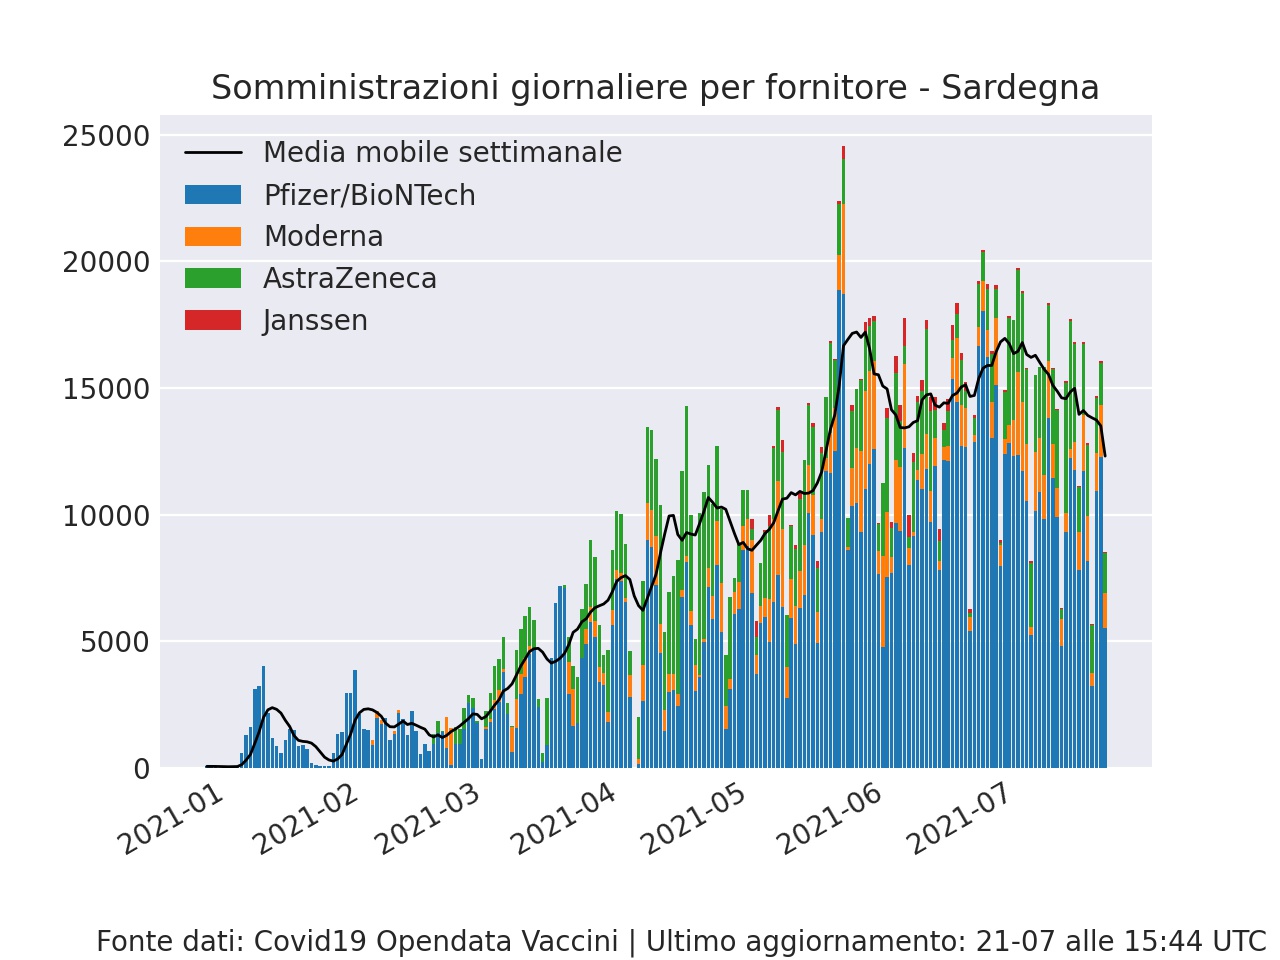 Somministrazioni giornaliere per fornitore - Sardegna
25000
20000
15000
10000
5000
0
Media mobile settimanale
Pfizer/BioNTech
Moderna
AstraZeneca
Janssen
2021-01
2021-02
2021-03
2021-04
2021-05
2021-06
2021-07
Fonte dati: Covid19 Opendata Vaccini | Ultimo aggiornamento: 21-07 alle 15:44 UTC